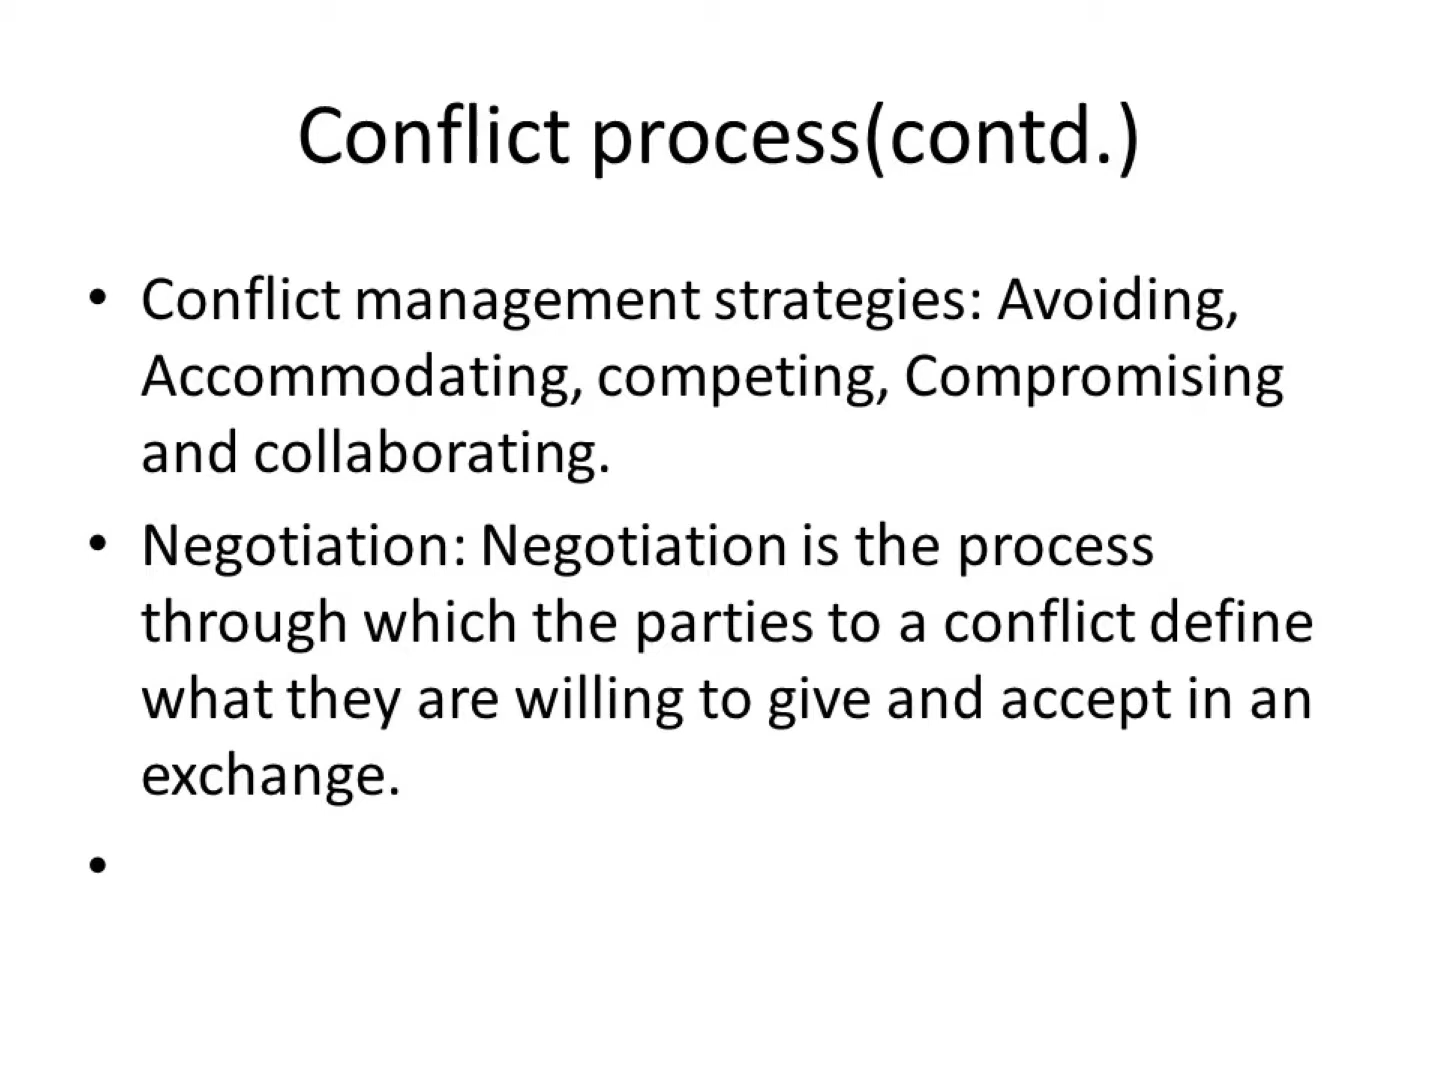 Conflict process(contd.)
• Conflict management strategies: Avoiding,
Accommodating, competing, Compromising
and collaborating.
• Negotiation: Negotiation is the process
through which the parties to a conflict define
what they are willing to give and accept in an
exchange.
•